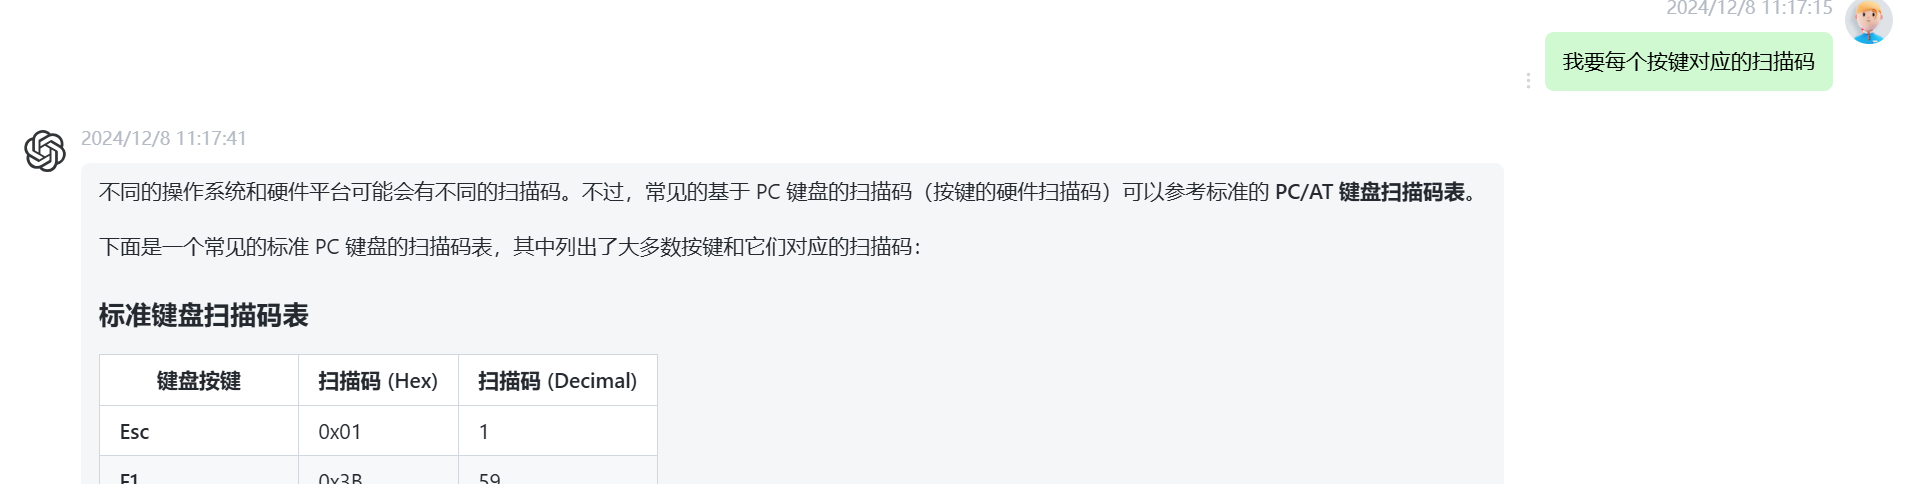 2024/12/8 11:17:15
我要每个按键对应的扫描码
2024/12/8 11:17:41
不同的操作系统和硬件平台可能会有不同的扫描码。不过，常见的基于 PC 键盘的扫描码（按键的硬件扫描码）可以参考标准的 PC/AT 键盘扫描码表。
下面是一个常见的标准 PC 键盘的扫描码表，其中列出了大多数按键和它们对应的扫描码：
标准键盘扫描码表
键盘按键 扫描码 (Hex) 扫描码 (Decimal)
Esc 0x01 1
F1 0x3B 59